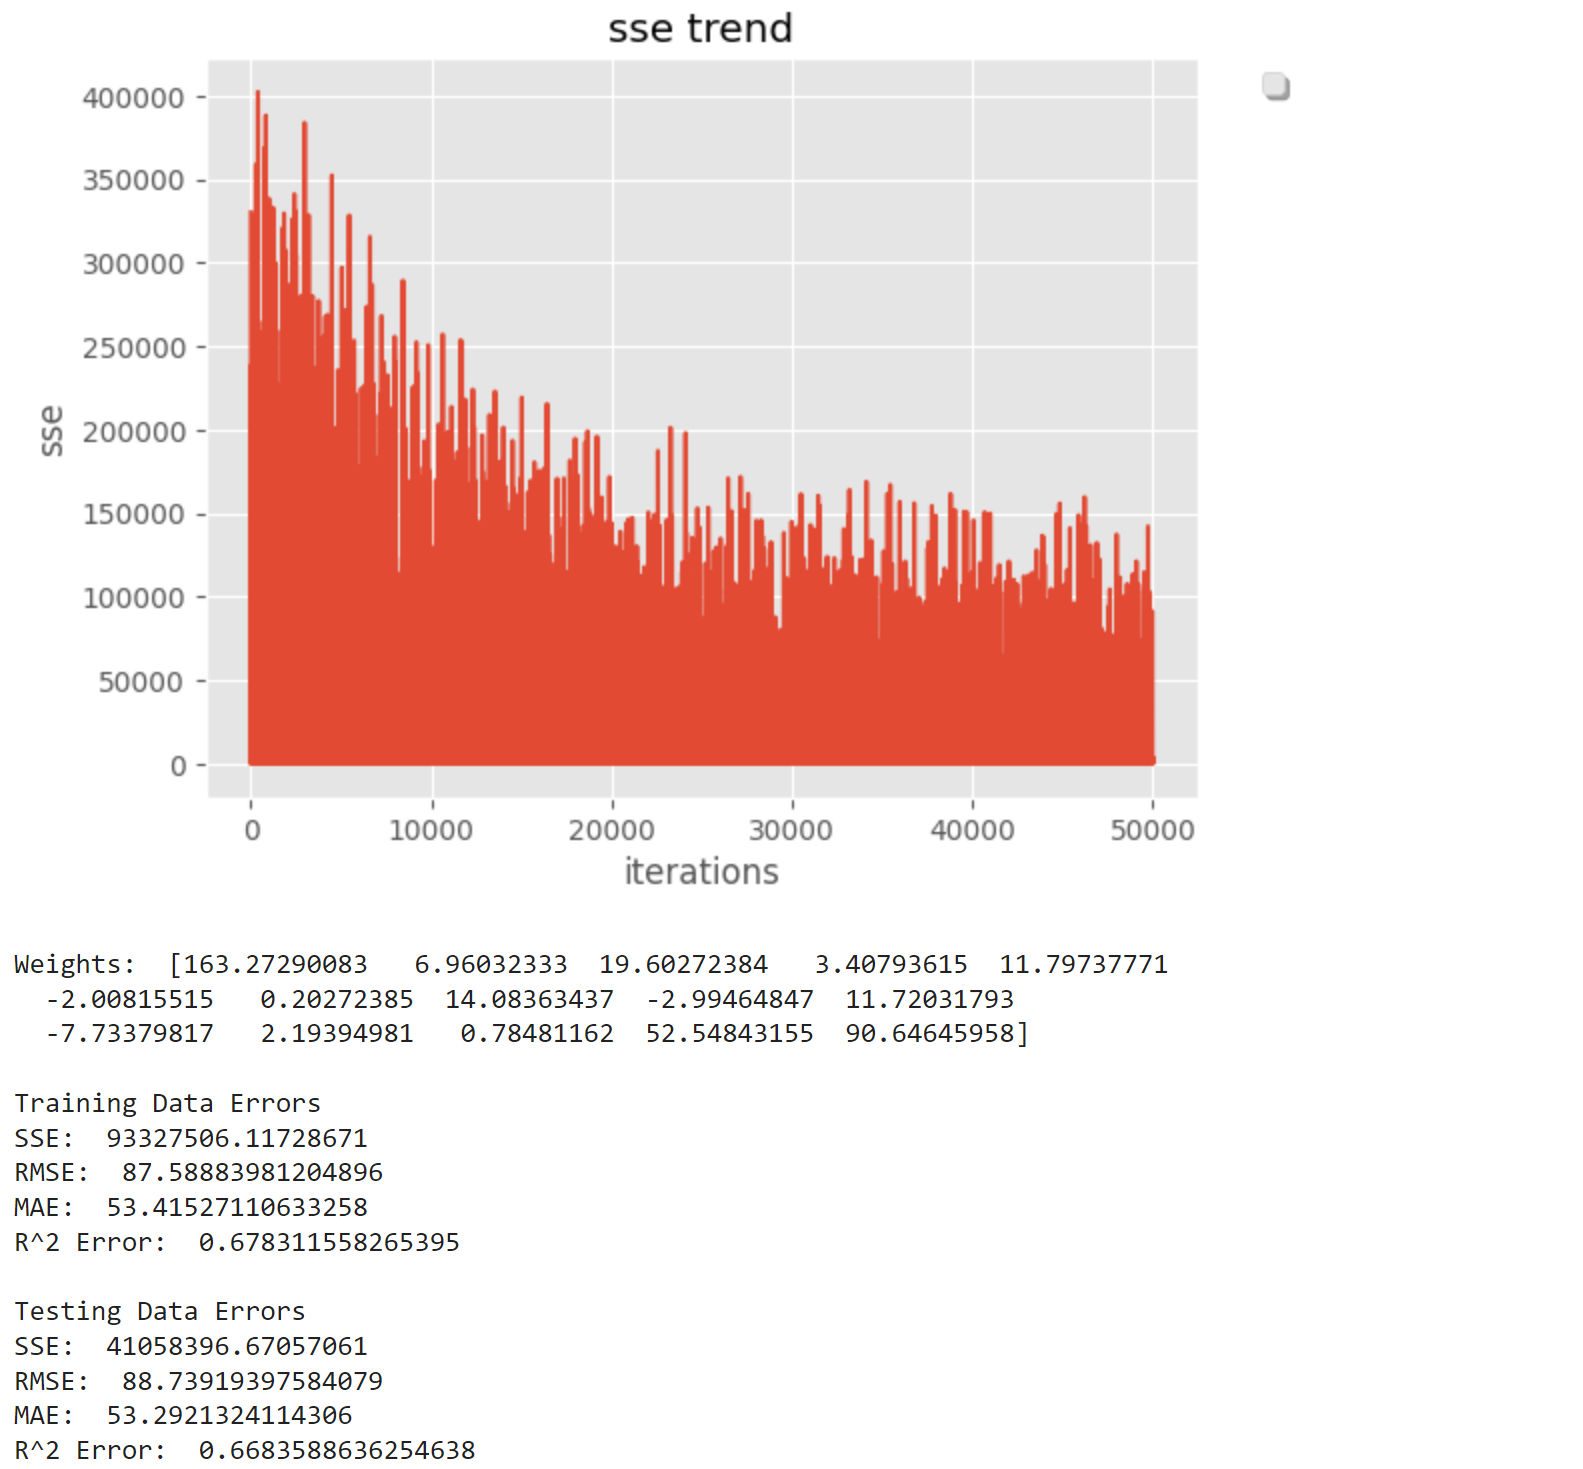 sse trend
400000
350000
300000
250000
200000
150000
100000
50000
0
sse
0 10000 20000 30000 40000 50000
iterations
Weights:  [163.27290083   6.96032333  19.60272384   3.40793615  11.79737771
  -2.00815515   0.20272385  14.08363437  -2.99464847  11.72031793
  -7.73379817   2.19394981   0.78481162  52.54843155  90.64645958]
Training Data Errors
SSE:  93327506.11728671
RMSE:  87.58883981204896
MAE:  53.41527110633258
R^2 Error:  0.678311558265395
Testing Data Errors
SSE:  41058396.67057061
RMSE:  88.73919397584079
MAE:  53.2921324114306
R^2 Error:  0.6683588636254638